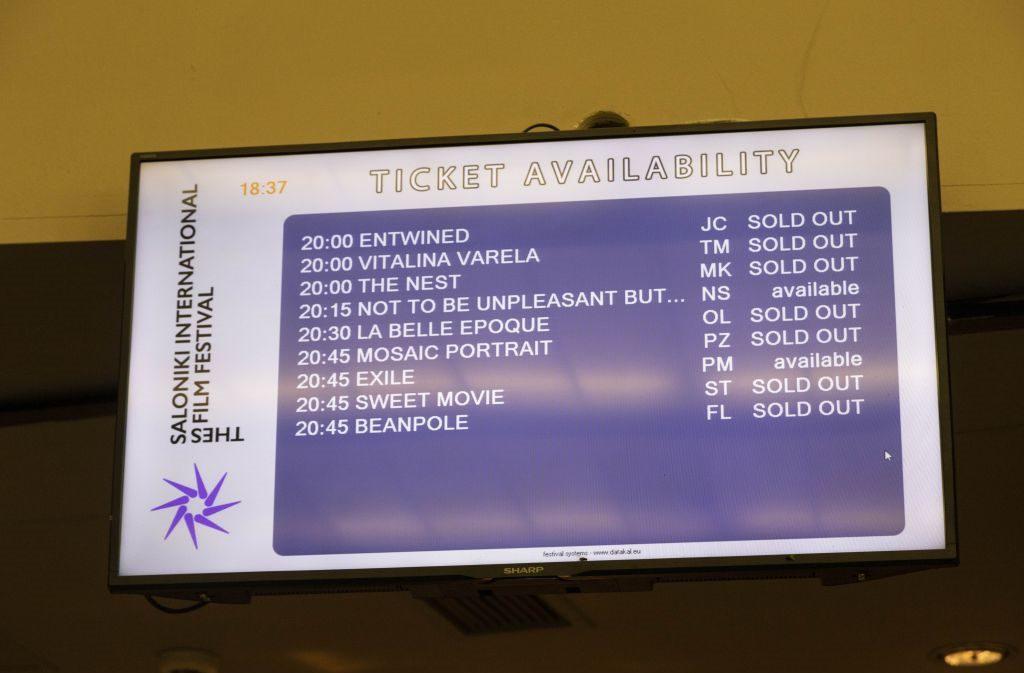 18:37
TICKET AVAILABILITY
THES
SALONIKI INTERNATIONAL
FILM FESTIVAL
20:00 ENTWINED JC SOLD OUT
20:00 VITALINA VARELA TM SOLD OUT
20:00 THE NEST MK SOLD OUT
20:15 NOT TO BE UNPLEASANT BUT... NS available
20:30 LA BELLE EPOQUE OL SOLD OUT
20:45 MOSAIC PORTRAIT PZ SOLD OUT
20:45 EXILE PM available
20:45 SWEET MOVIE ST SOLD OUT
20:45 BEANPOLE FL SOLD OUT
festival systems - www.datakal.eu
SHARP